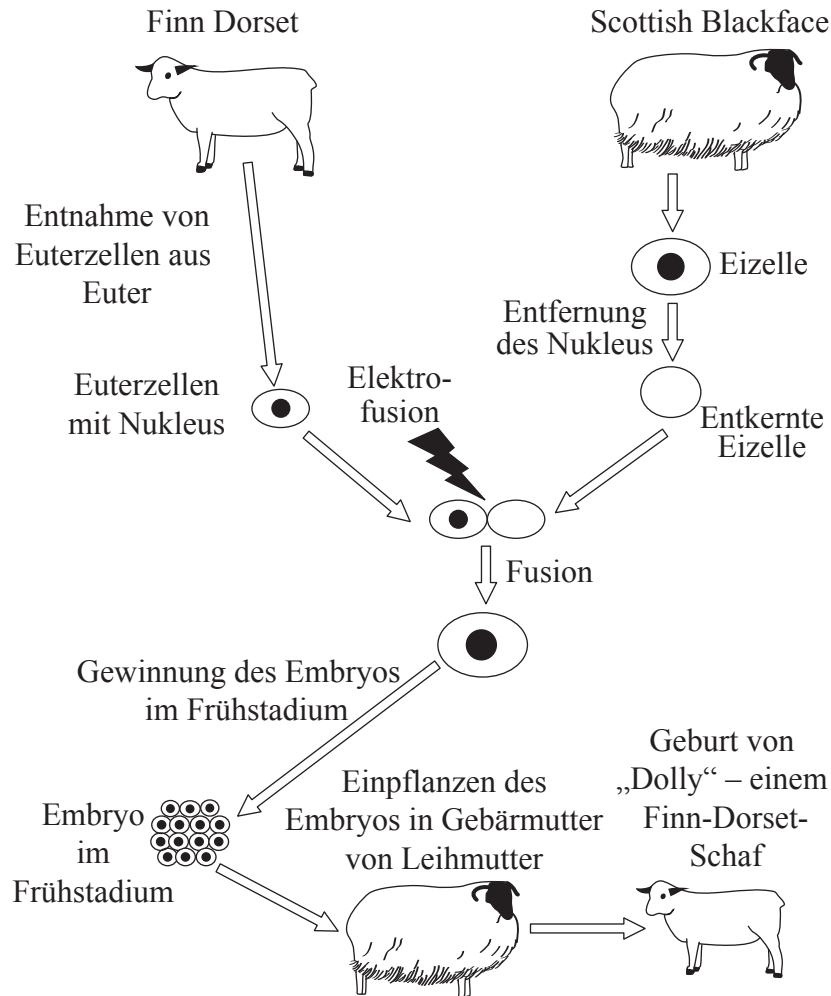 Finn Dorset
Scottish Blackface
Entnahme von
Euterzellen aus
Euter
Eizelle
Entfernung
des Nukleus
Euterzellen
mit Nukleus
Elektro-
fusion
Entkernte
Eizelle
Fusion
Gewinnung des Embryos
im Frühstadium
Embryo
im
Frühstadium
Einpflanzen des
Embryos in Gebärmutter
von Leihmutter
Geburt von
„Dolly“ – einem
Finn-Dorset-
Schaf